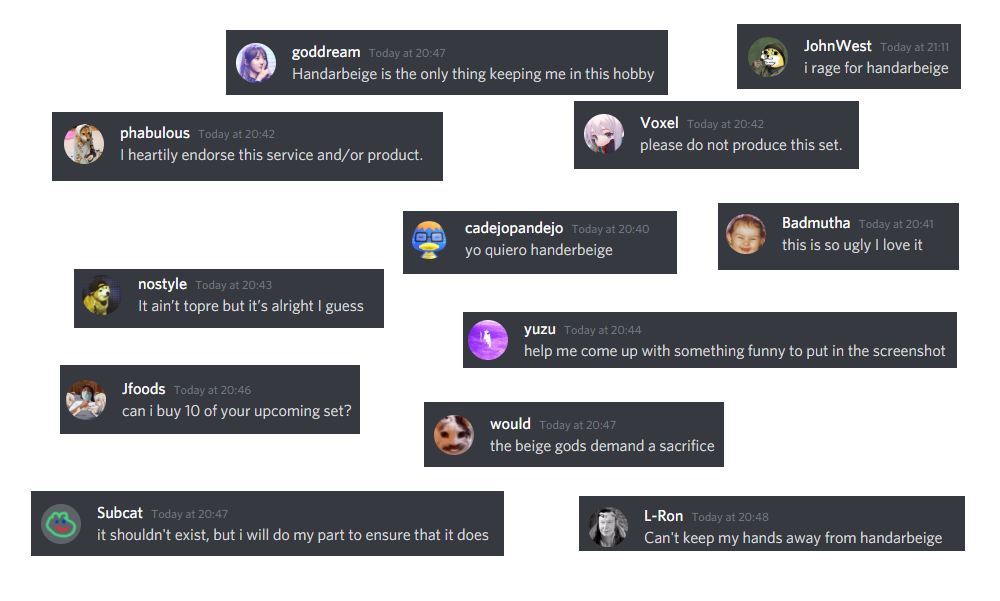 goddream Today at 20:47
Handarbeige is the only thing keeping me in this hobby
JohnWest Today at 21:11
i rage for handarbeige
phabulous Today at 20:42
I heartily endorse this service and/or product.
Voxel Today at 20:42
please do not produce this set.
cadejopandejo Today at 20:40
yo quiero handerbeige
Badmutha Today at 20:41
this is so ugly I love it
nostyle Today at 20:43
It ain’t topre but it’s alright I guess
yuzu Today at 20:44
help me come up with something funny to put in the screenshot
Jfoods Today at 20:46
can i buy 10 of your upcoming set?
would Today at 20:47
the beige gods demand a sacrifice
Subcat Today at 20:47
it shouldn't exist, but i will do my part to ensure that it does
L-Ron Today at 20:48
Can't keep my hands away from handarbeige